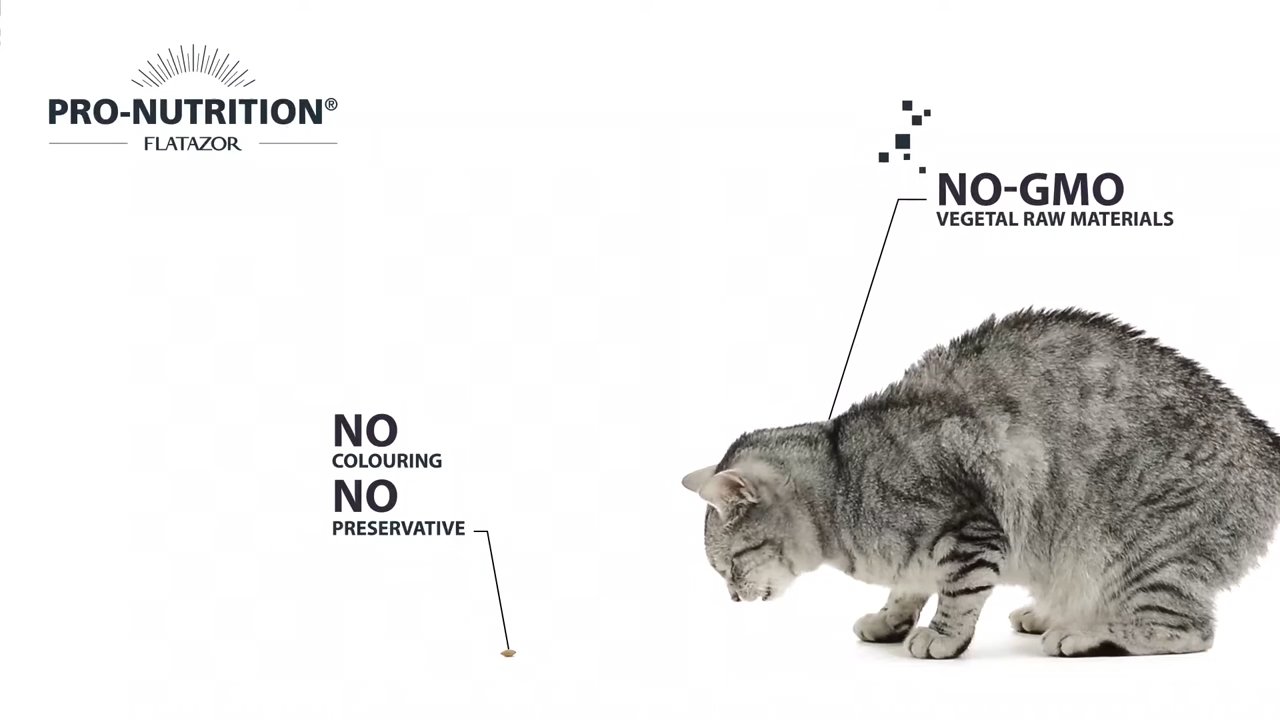 PRO-NUTRITION®
FLATAZOR
NO-GMO
VEGETAL RAW MATERIALS
NO
COLOURING
NO
PRESERVATIVE